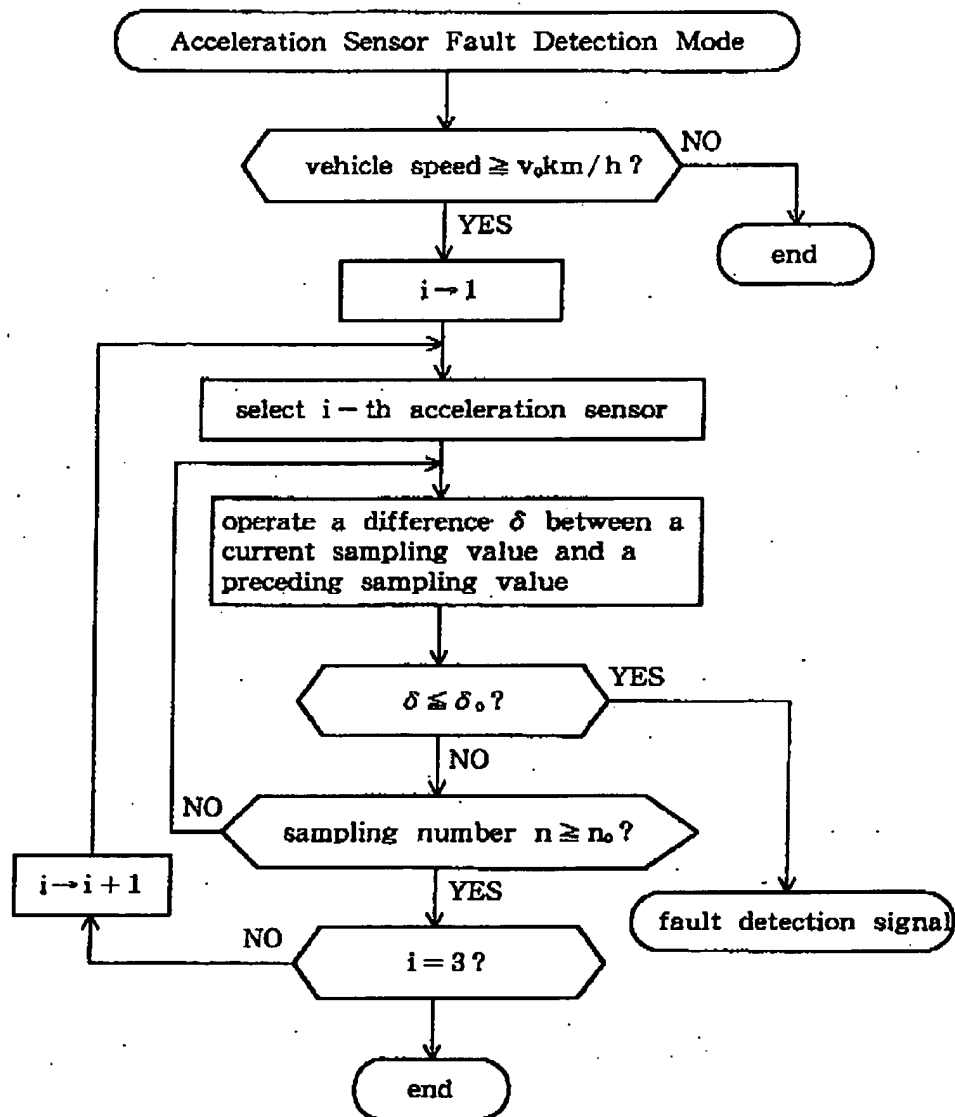 Acceleration Sensor Fault Detection Mode
vehicle speed ≧ v₀km/h?
NO
YES
end
i→1
select i-th acceleration sensor
operate a difference δ between a
current sampling value and a
preceding sampling value
δ ≦ δ₀?
YES
NO
NO
sampling number n ≧ n₀?
i→i+1
YES
fault detection signal
NO
i=3?
end